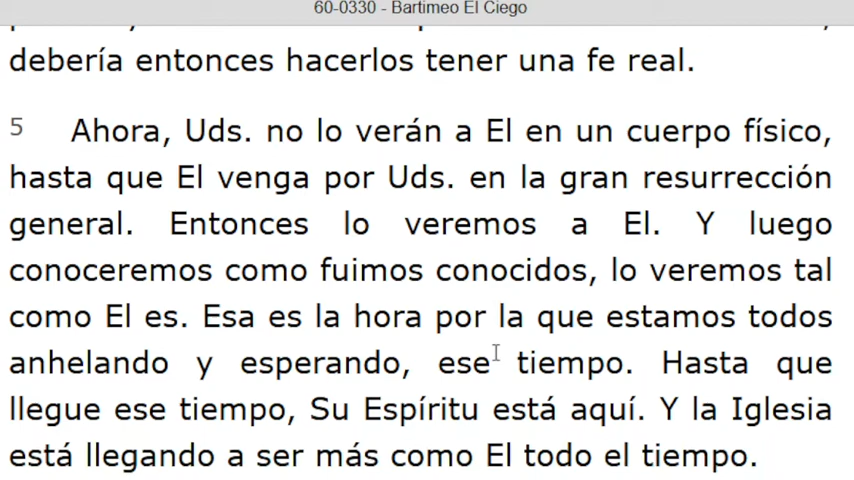 60-0330 - Bartimeo El Ciego
debería entonces hacerlos tener una fe real.
5 Ahora, Uds. no lo verán a El en un cuerpo físico,
hasta que El venga por Uds. en la gran resurrección
general. Entonces lo veremos a El. Y luego
conoceremos como fuimos conocidos, lo veremos tal
como El es. Esa es la hora por la que estamos todos
anhelando y esperando, ese tiempo. Hasta que
llegue ese tiempo, Su Espíritu está aquí. Y la Iglesia
está llegando a ser más como El todo el tiempo.